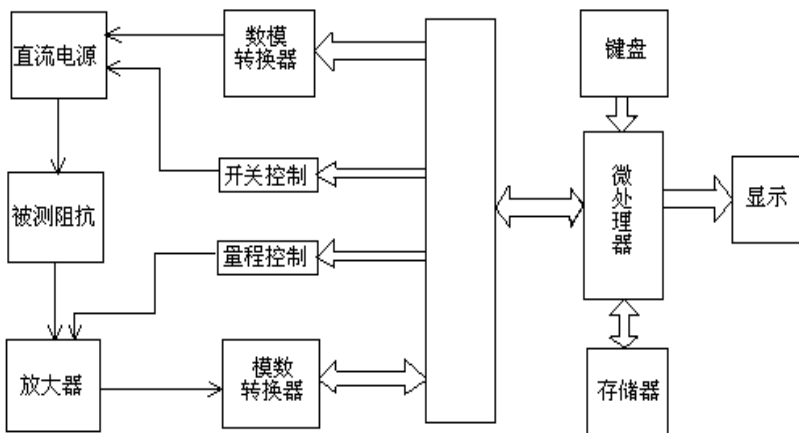 直流电源
数模
转换器
键盘
开关控制
微
处
理
器
显示
被测阻抗
量程控制
放大器
模数
转换器
存储器